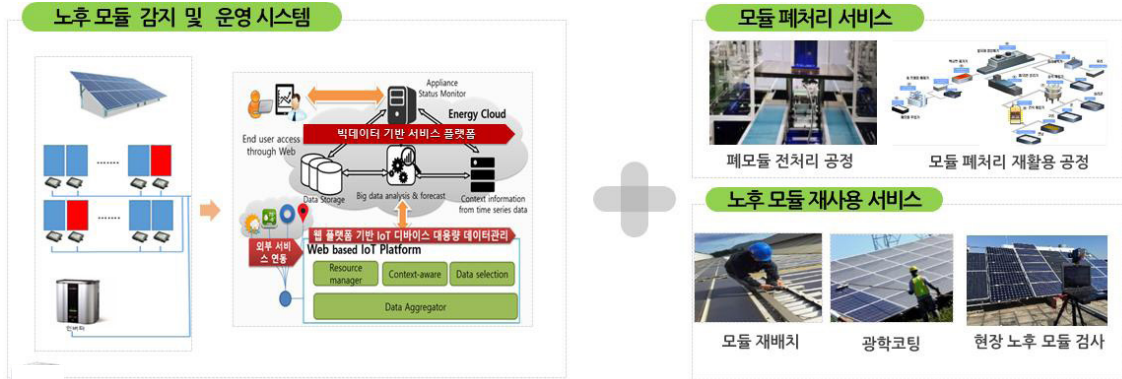 노후 모듈 감지 및 운영 시스템
인버터
Appliance
Status Monitor
Energy Cloud
End user access
through Web
빅데이터 기반 서비스 플랫폼
Data Storage
Big data analysis & forecast
Context information
from time series data
외부 서비
스 연동
웹 플랫폼 기반 IoT 디바이스 대용량 데이터관리
Web based IoT Platform
Resource
manager
Context-aware
Data selection
Data Aggregator
모듈 폐처리 서비스
폐모듈 전처리 공정
모듈 폐처리 재활용 공정
노후 모듈 재사용 서비스
모듈 재배치
광학코팅
현장 노후 모듈 검사